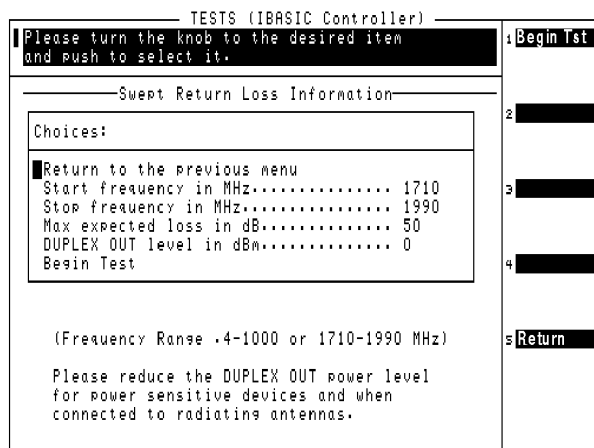 TESTS (IBASIC Controller)
Please turn the knob to the desired item
and push to select it.
1 Begin Tst
Swept Return Loss Information
2
Choices:
Return to the previous menu
Start frequency in MHz............... 1710
3
Stop frequency in MHz................ 1990
Max expected loss in dB.............. 50
DUPLEX OUT level in dBm.............. 0
Begin Test
4
(Frequency Range .4-1000 or 1710-1990 MHz)
5 Return
Please reduce the DUPLEX OUT power level
for power sensitive devices and when
connected to radiating antennas.